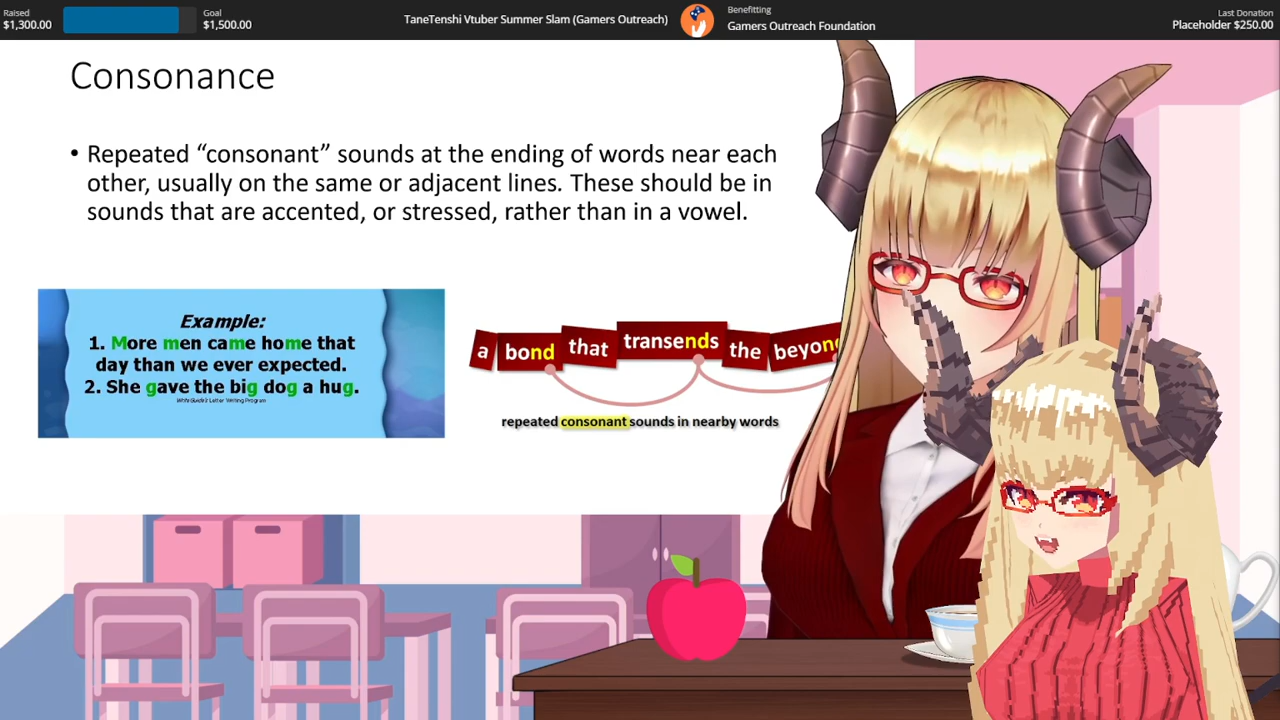 Raised
$1,300.00
Goal
$1,500.00
TaneTenshi Vtuber Summer Slam (Gamers Outreach)
Benefitting
Gamers Outreach Foundation
Last Donation
Placeholder $250.00
Consonance
• Repeated “consonant” sounds at the ending of words near each
other, usually on the same or adjacent lines. These should be in
sounds that are accented, or stressed, rather than in a vowel.
Example:
1. More men came home that
day than we ever expected.
2. She gave the big dog a hug.
a bond that transends the beyon
repeated consonant sounds in nearby words